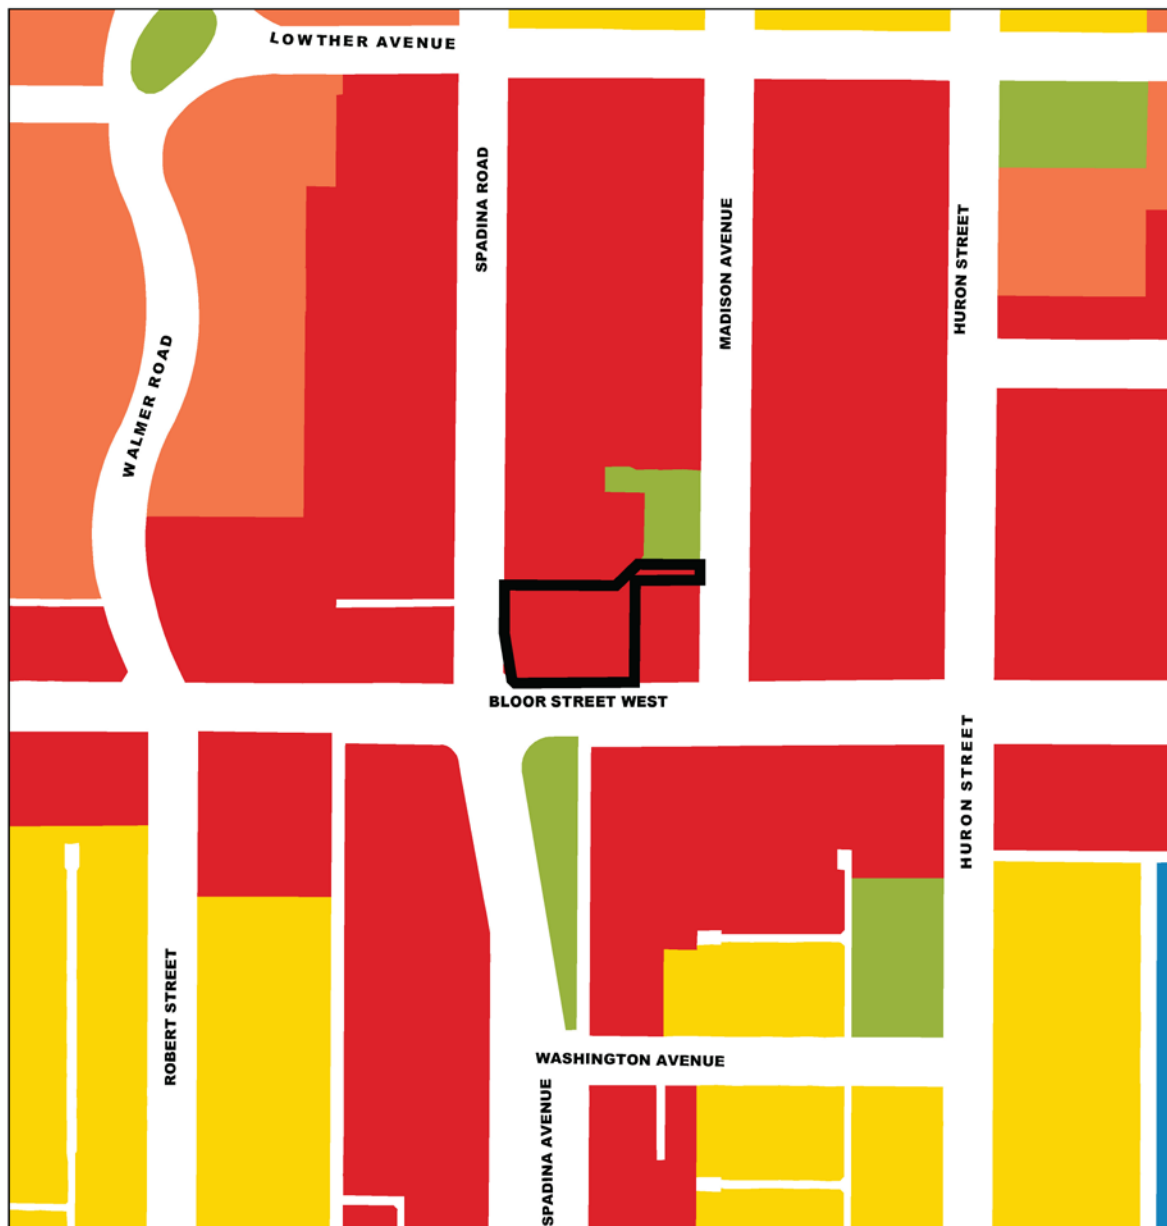 LOWTHER AVENUE
SPADINA ROAD
MADISON AVENUE
HURON STREET
WALMER ROAD
BLOOR STREET WEST
HURON STREET
ROBERT STREET
WASHINGTON AVENUE
SPADINA AVENUE